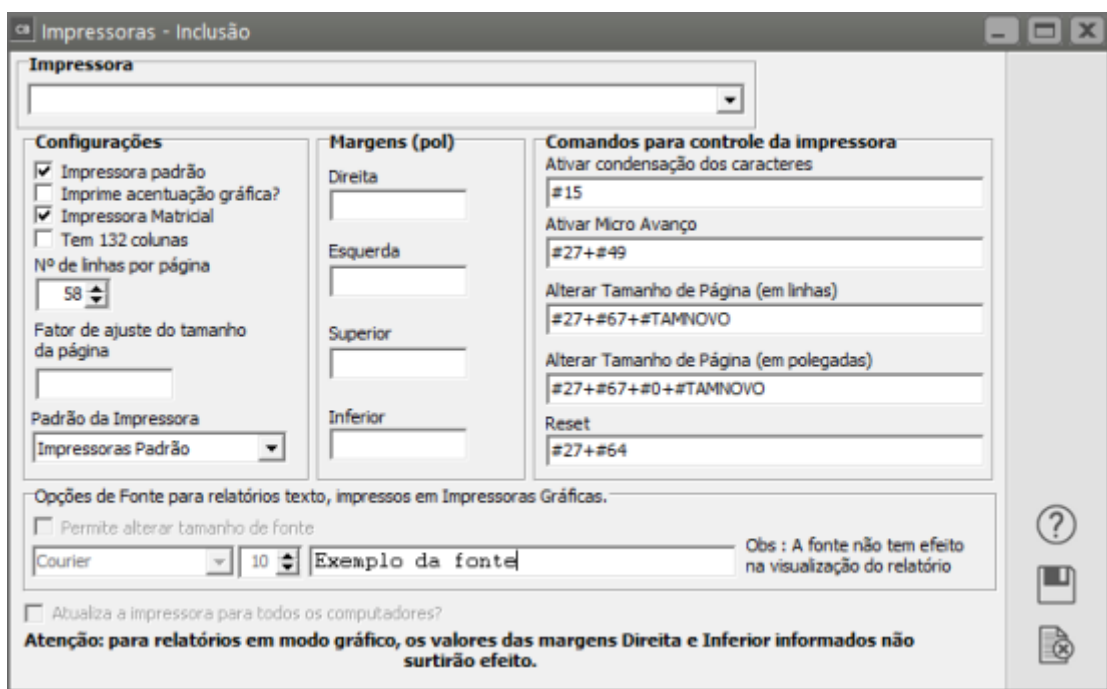 CB Impressoras - Inclusão
Impressora
Configurações
Impressora padrão
Imprime acentuação gráfica?
Impressora Matricial
Tem 132 colunas
Nº de linhas por página
58
Fator de ajuste do tamanho
da página
Padrão da Impressora
Impressoras Padrão
Margens (pol)
Direita
Esquerda
Superior
Inferior
Comandos para controle da impressora
Ativar condensação dos caracteres
#15
Ativar Micro Avanço
#27+#49
Alterar Tamanho de Página (em linhas)
#27+#67+#TAMNOVO
Alterar Tamanho de Página (em polegadas)
#27+#67+#0+#TAMNOVO
Reset
#27+#64
Opções de Fonte para relatórios texto, impressos em Impressoras Gráficas.
Permite alterar tamanho de fonte
Courier 10 Exemplo da fonte
Obs : A fonte não tem efeito
na visualização do relatório
Atualiza a impressora para todos os computadores?
Atenção: para relatórios em modo gráfico, os valores das margens Direita e Inferior informados não
surtirão efeito.